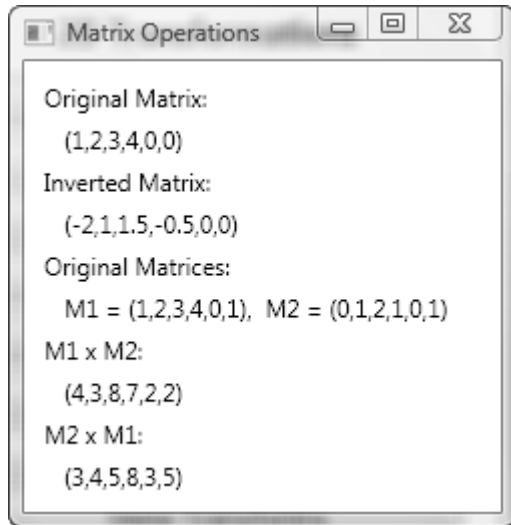 Matrix Operations
Original Matrix:
(1,2,3,4,0,0)
Inverted Matrix:
(-2,1,1.5,-0.5,0,0)
Original Matrices:
M1 = (1,2,3,4,0,1), M2 = (0,1,2,1,0,1)
M1 x M2:
(4,3,8,7,2,2)
M2 x M1:
(3,4,5,8,3,5)